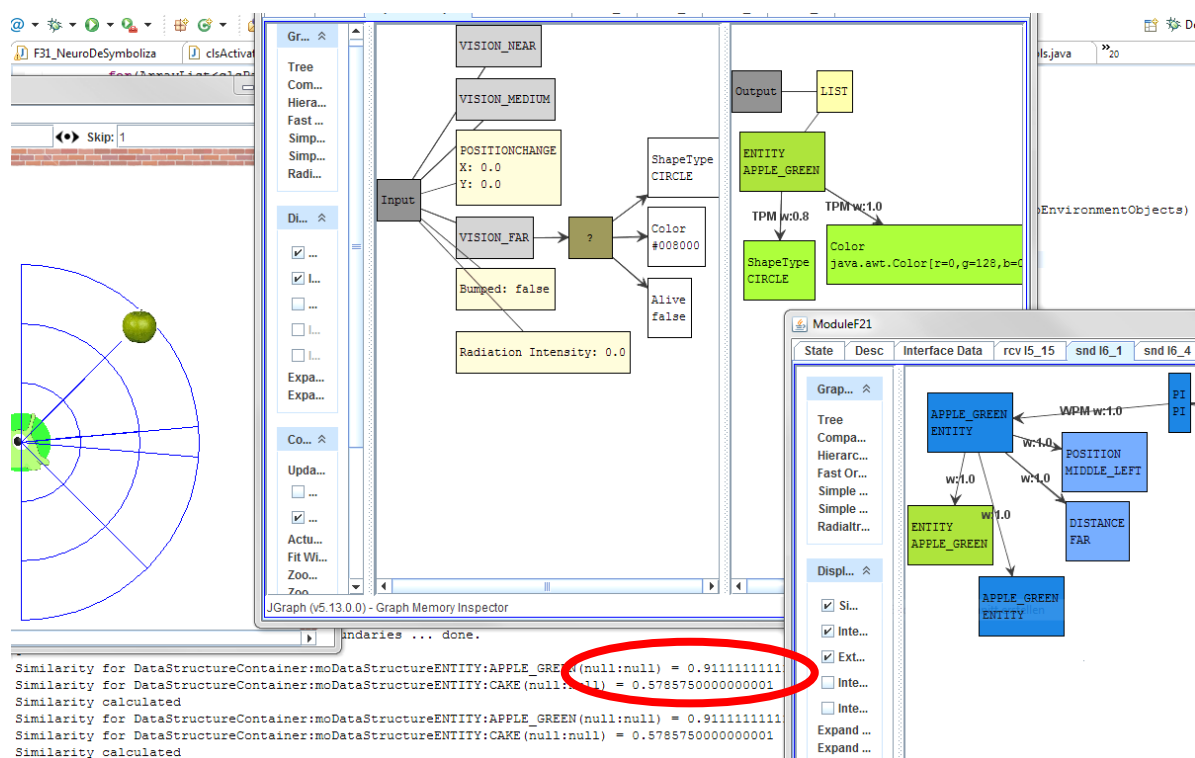 F31_NeuroDeSymboliza
clsActivat
ls.java
20
Skip: 1
Gr...
Tree
Com...
Hiera...
Fast ...
Simp...
Simp...
Radi...
Di...
...
I...
...
I...
I...
Expa...
Expa...
Co...
Upda...
...
...
Actu...
Fit Wi...
Zoo...
VISION_NEAR
VISION_MEDIUM
POSITIONCHANGE
X: 0.0
Y: 0.0
Input
VISION_FAR
?
Bumped: false
Radiation Intensity: 0.0
ShapeType
CIRCLE
Color
#008000
Alive
false
Output
LIST
ENTITY
APPLE_GREEN
TPM w:0.8
TPM w:1.0
ShapeType
CIRCLE
Color
java.awt.Color[r=0,g=128,b=0
oEnvironmentObjects)
JGraph (v5.13.0.0) - Graph Memory Inspector
ModuleF21
State
Desc
Interface Data
rcv I5_15
snd I6_1
snd I6_4
Grap...
Tree
Compa...
Hierarc...
Fast Or...
Simple ...
Simple ...
Radialtr...
Displ...
Si...
Inte...
Ext...
Inte...
Inte...
Expand ...
Expand ...
PI
PI
WPM w:1.0
APPLE_GREEN
ENTITY
w:1.0
POSITION
MIDDLE_LEFT
w:1.0
w:1.0
w:1.0
ENTITY
APPLE_GREEN
DISTANCE
FAR
APPLE_GREEN
ENTITY
undaries ... done.
Similarity for DataStructureContainer:moDataStructureENTITY:APPLE_GREEN(null:null) = 0.9111111111
Similarity for DataStructureContainer:moDataStructureENTITY:CAKE(null:null) = 0.5785750000000001
Similarity calculated
Similarity for DataStructureContainer:moDataStructureENTITY:APPLE_GREEN(null:null) = 0.9111111111
Similarity for DataStructureContainer:moDataStructureENTITY:CAKE(null:null) = 0.5785750000000001
Similarity calculated